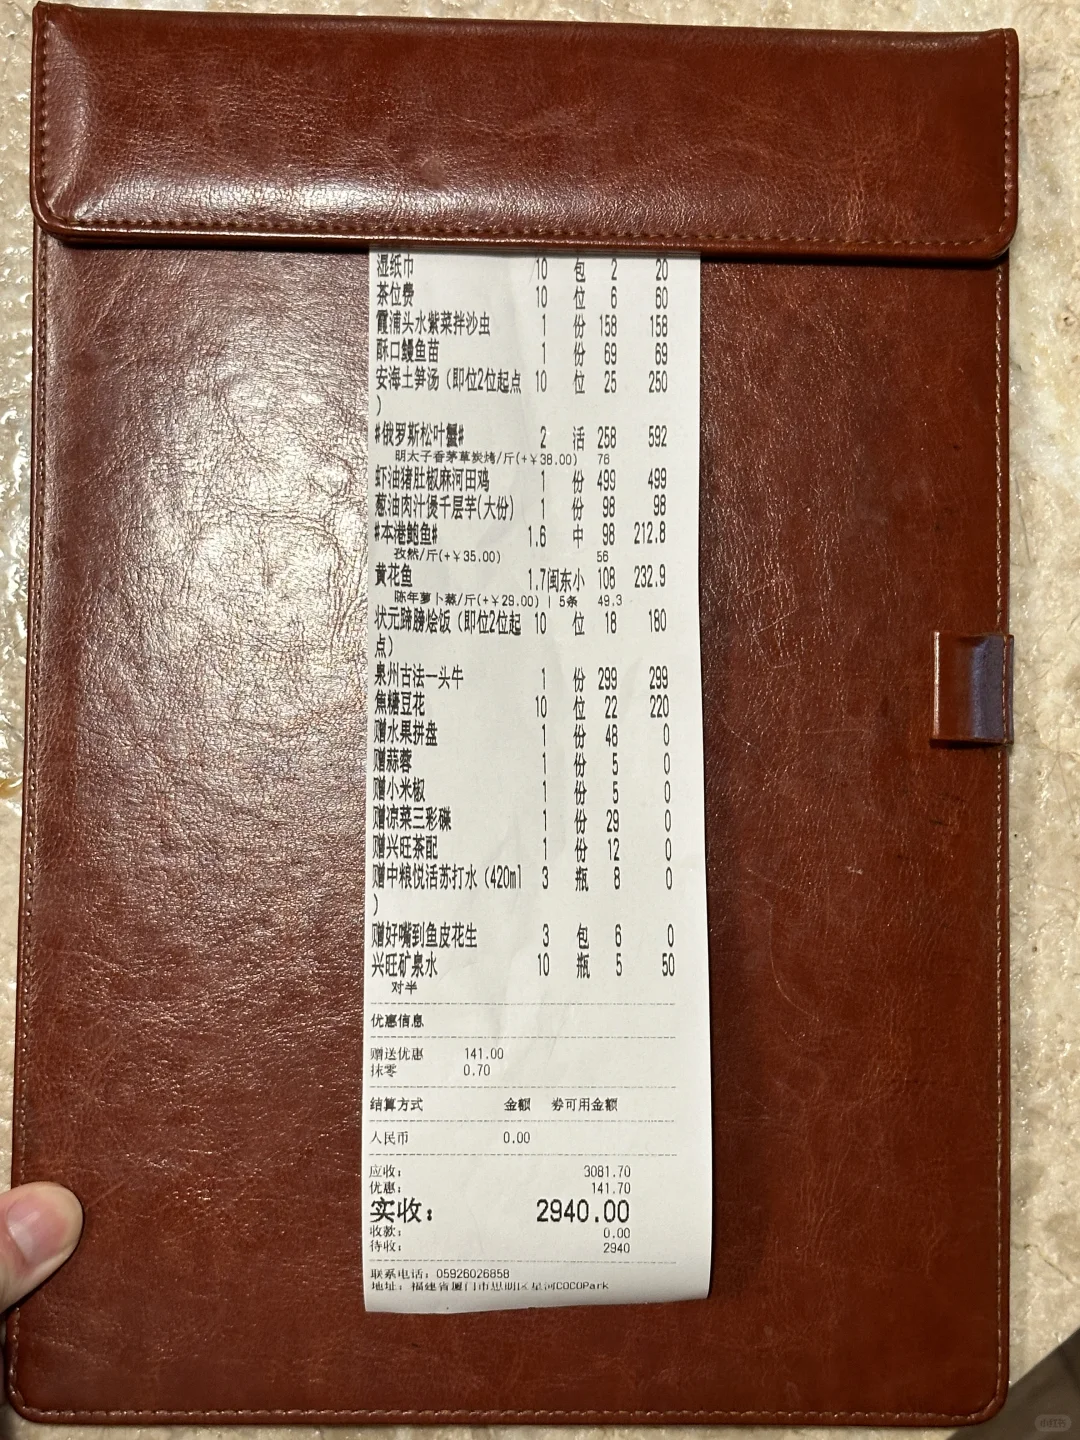 湿纸巾 10 包 2 20
茶位费 10 位 6 60
霞浦头水紫菜拌沙虫 1 份 158 158
酥口鳗鱼苗 1 份 69 69
安海土笋汤（即位2位起点 10 位 25 250
）
#俄罗斯松叶蟹# 2 活 258 592
明太子香茅草炭烤/斤(+￥38.00) 76
虾油猪肚椒麻河田鸡 1 份 499 499
葱油肉汁煲千层芋(大份) 1 份 98 98
#本港鲍鱼# 1.6 中 98 212.8
孜然/斤(+￥35.00) 56
黄花鱼 1.7 闽东小 108 232.9
陈年萝卜蒸/斤(+￥29.00) | 5条 49.3
状元蹄膀烩饭（即位2位起 10 位 18 180
点）
泉州古法一头牛 1 份 299 299
焦糖豆花 10 位 22 220
赠水果拼盘 1 份 48 0
赠蒜蓉 1 份 5 0
赠小米椒 1 份 5 0
赠凉菜三彩碟 1 份 29 0
赠兴旺茶配 1 份 12 0
赠中粮悦活苏打水（420ml 3 瓶 8 0
）
赠好嘴到鱼皮花生 3 包 6 0
兴旺矿泉水 10 瓶 5 50
对半
优惠信息
赠送优惠 141.00
抹零 0.70
结算方式 金额 券可用金额
人民币 0.00
应收： 3081.70
优惠： 141.70
实收： 2940.00
收款： 0.00
待收： 2940
联系电话：05926026858
地址：福建省厦门市思明区星河COCOPark
小红书